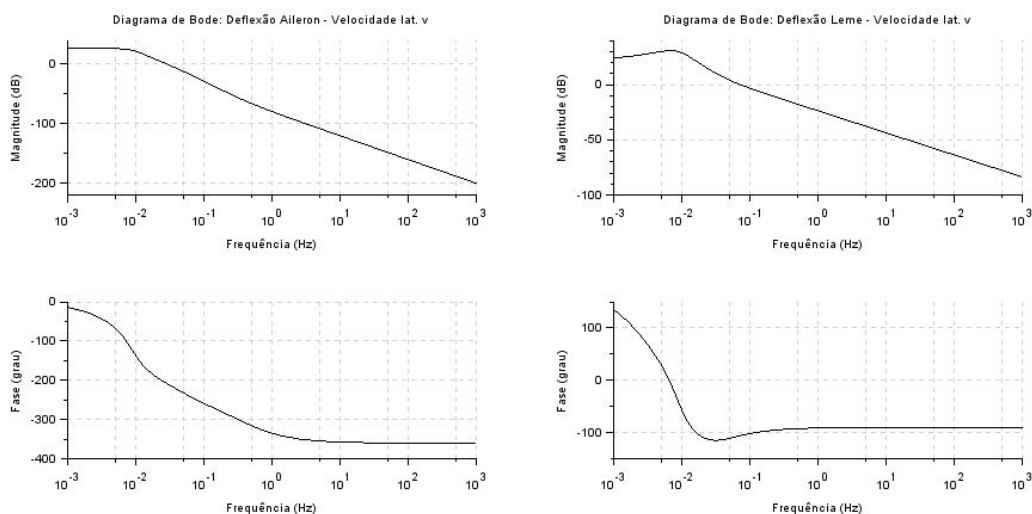 Diagrama de Bode: Deflexão Aileron - Velocidade lat. v
Magnitude (dB)
0
-100
-200
10^-3 10^-2 10^-1 10^0 10^1 10^2 10^3
Frequência (Hz)
Diagrama de Bode: Deflexão Leme - Velocidade lat. v
Magnitude (dB)
0
-50
-100
10^-3 10^-2 10^-1 10^0 10^1 10^2 10^3
Frequência (Hz)
Fase (grau)
0
-100
-200
-300
-400
10^-3 10^-2 10^-1 10^0 10^1 10^2 10^3
Frequência (Hz)
Fase (grau)
100
0
-100
10^-3 10^-2 10^-1 10^0 10^1 10^2 10^3
Frequência (Hz)